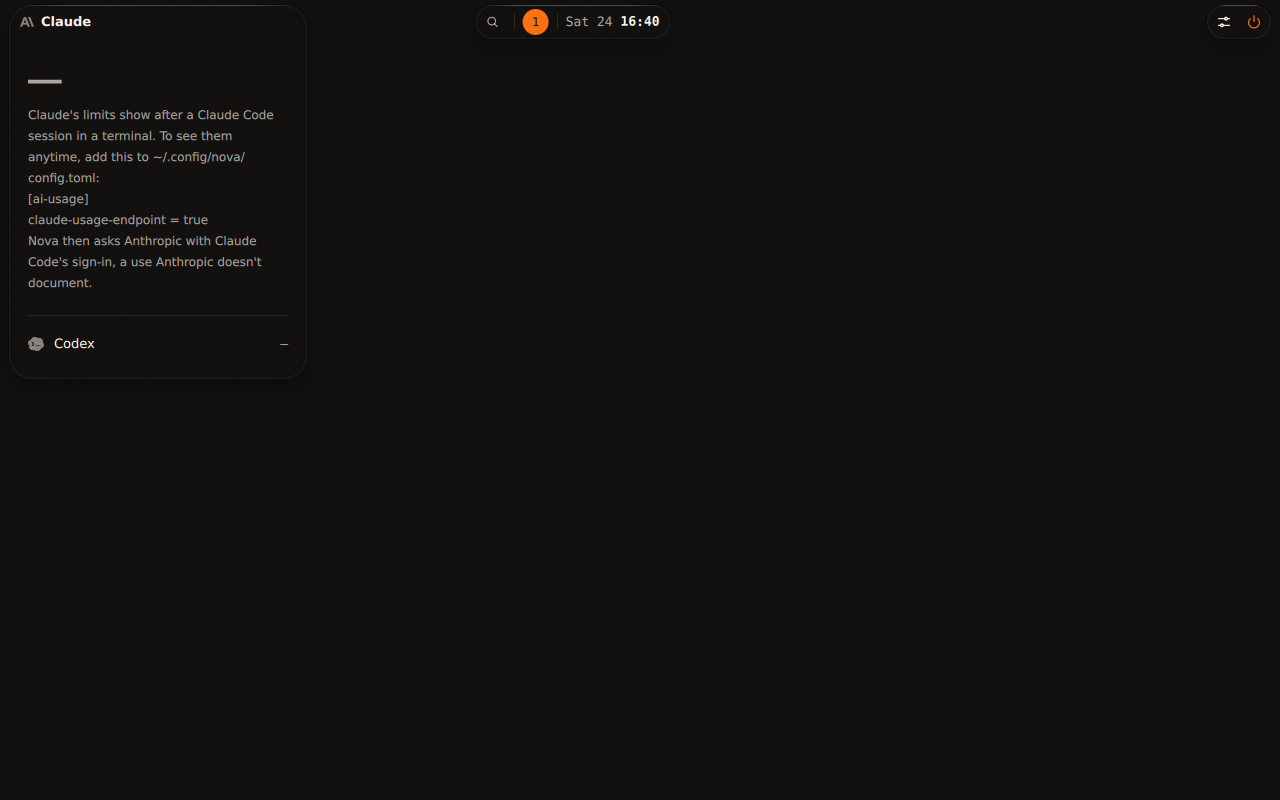 Claude
1
Sat 24 16:40
—
Claude's limits show after a Claude Code
session in a terminal. To see them
anytime, add this to ~/.config/nova/
config.toml:
[ai-usage]
claude-usage-endpoint = true
Nova then asks Anthropic with Claude
Code's sign-in, a use Anthropic doesn't
document.
Codex –